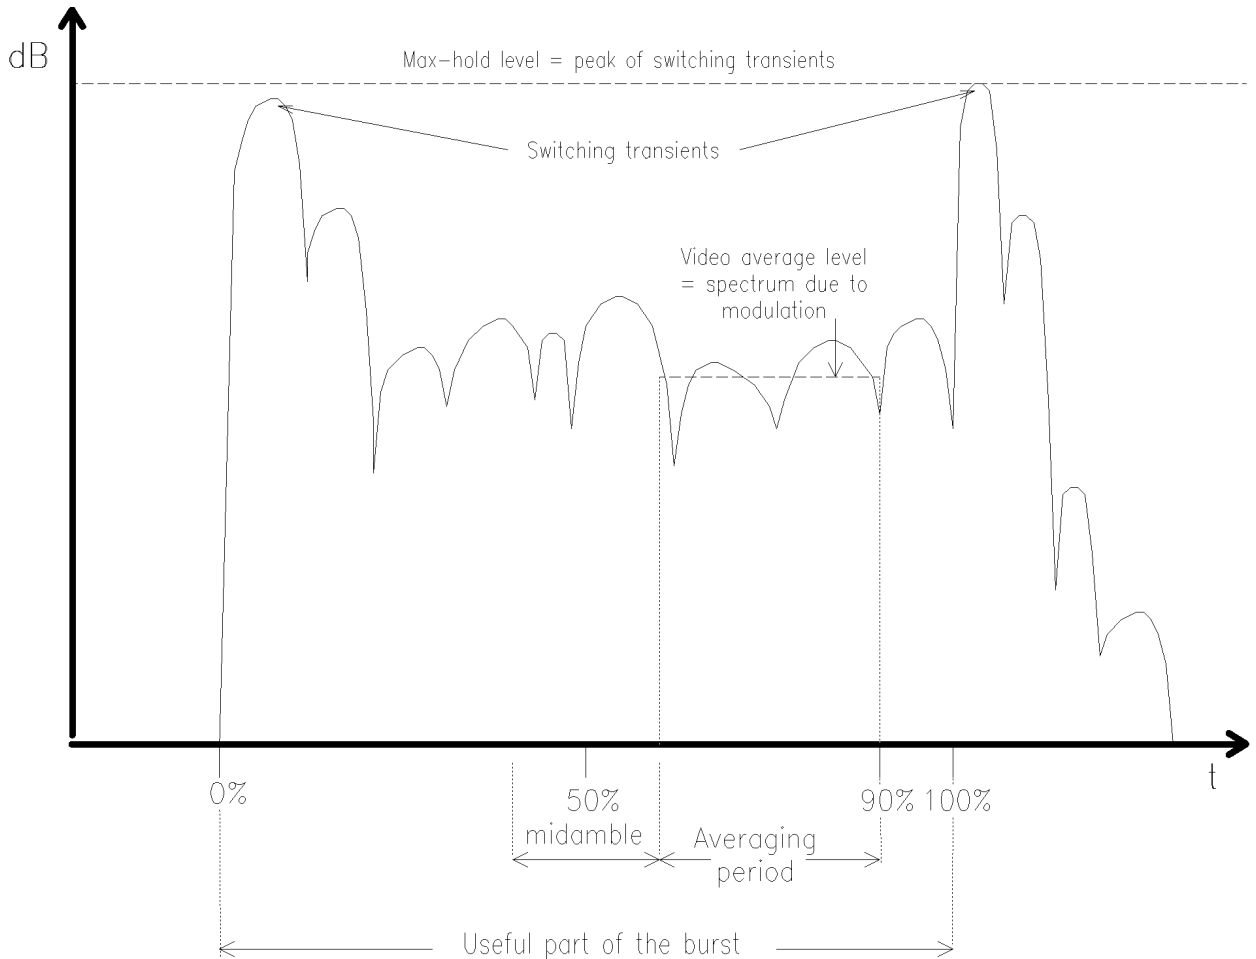 dB
Max-hold level = peak of switching transients
Switching transients
Video average level
= spectrum due to
modulation
t
0%
50%
90%
100%
midamble
Averaging
period
Useful part of the burst